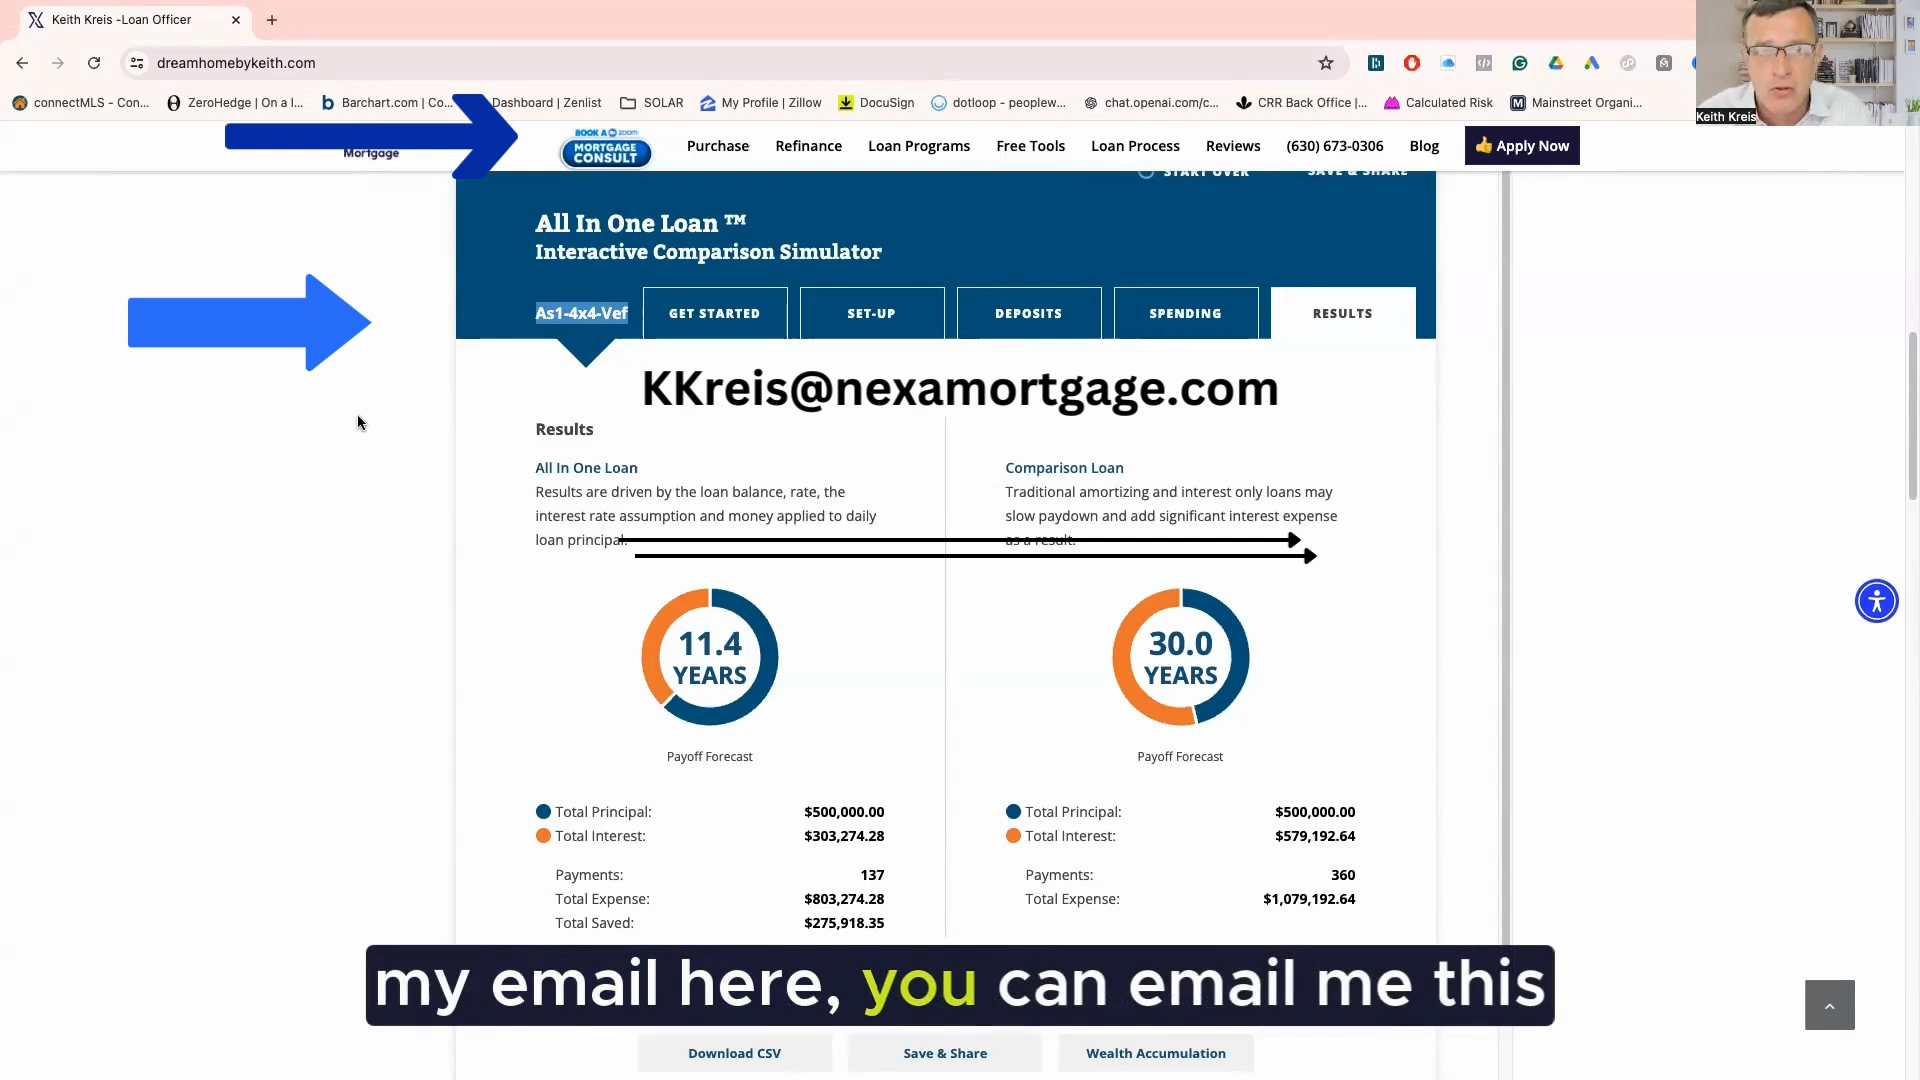 Keith Kreis -Loan Officer
dreamhomebykeith.com
connectMLS - Con...
ZeroHedge | On a l...
Barchart.com | Co...
Dashboard | Zenlist
SOLAR
My Profile | Zillow
DocuSign
dotloop - peoplew...
chat.openai.com/c...
CRR Back Office |...
Calculated Risk
Mainstreet Organi...
Keith Kreis
Mortgage
BOOK A zoom
MORTGAGE
CONSULT
Purchase
Refinance
Loan Programs
Free Tools
Loan Process
Reviews
(630) 673-0306
Blog
Apply Now
START OVER
SAVE & SHARE
All In One Loan ™
Interactive Comparison Simulator
As1-4x4-Vef
GET STARTED
SET-UP
DEPOSITS
SPENDING
RESULTS
KKreis@nexamortgage.com
Results
All In One Loan
Results are driven by the loan balance, rate, the
interest rate assumption and money applied to daily
loan principal.
Comparison Loan
Traditional amortizing and interest only loans may
slow paydown and add significant interest expense
as a result.
11.4
YEARS
Payoff Forecast
30.0
YEARS
Payoff Forecast
Total Principal: $500,000.00
Total Interest: $303,274.28
Payments: 137
Total Expense: $803,274.28
Total Saved: $275,918.35
Total Principal: $500,000.00
Total Interest: $579,192.64
Payments: 360
Total Expense: $1,079,192.64
my email here, you can email me this
Download CSV
Save & Share
Wealth Accumulation